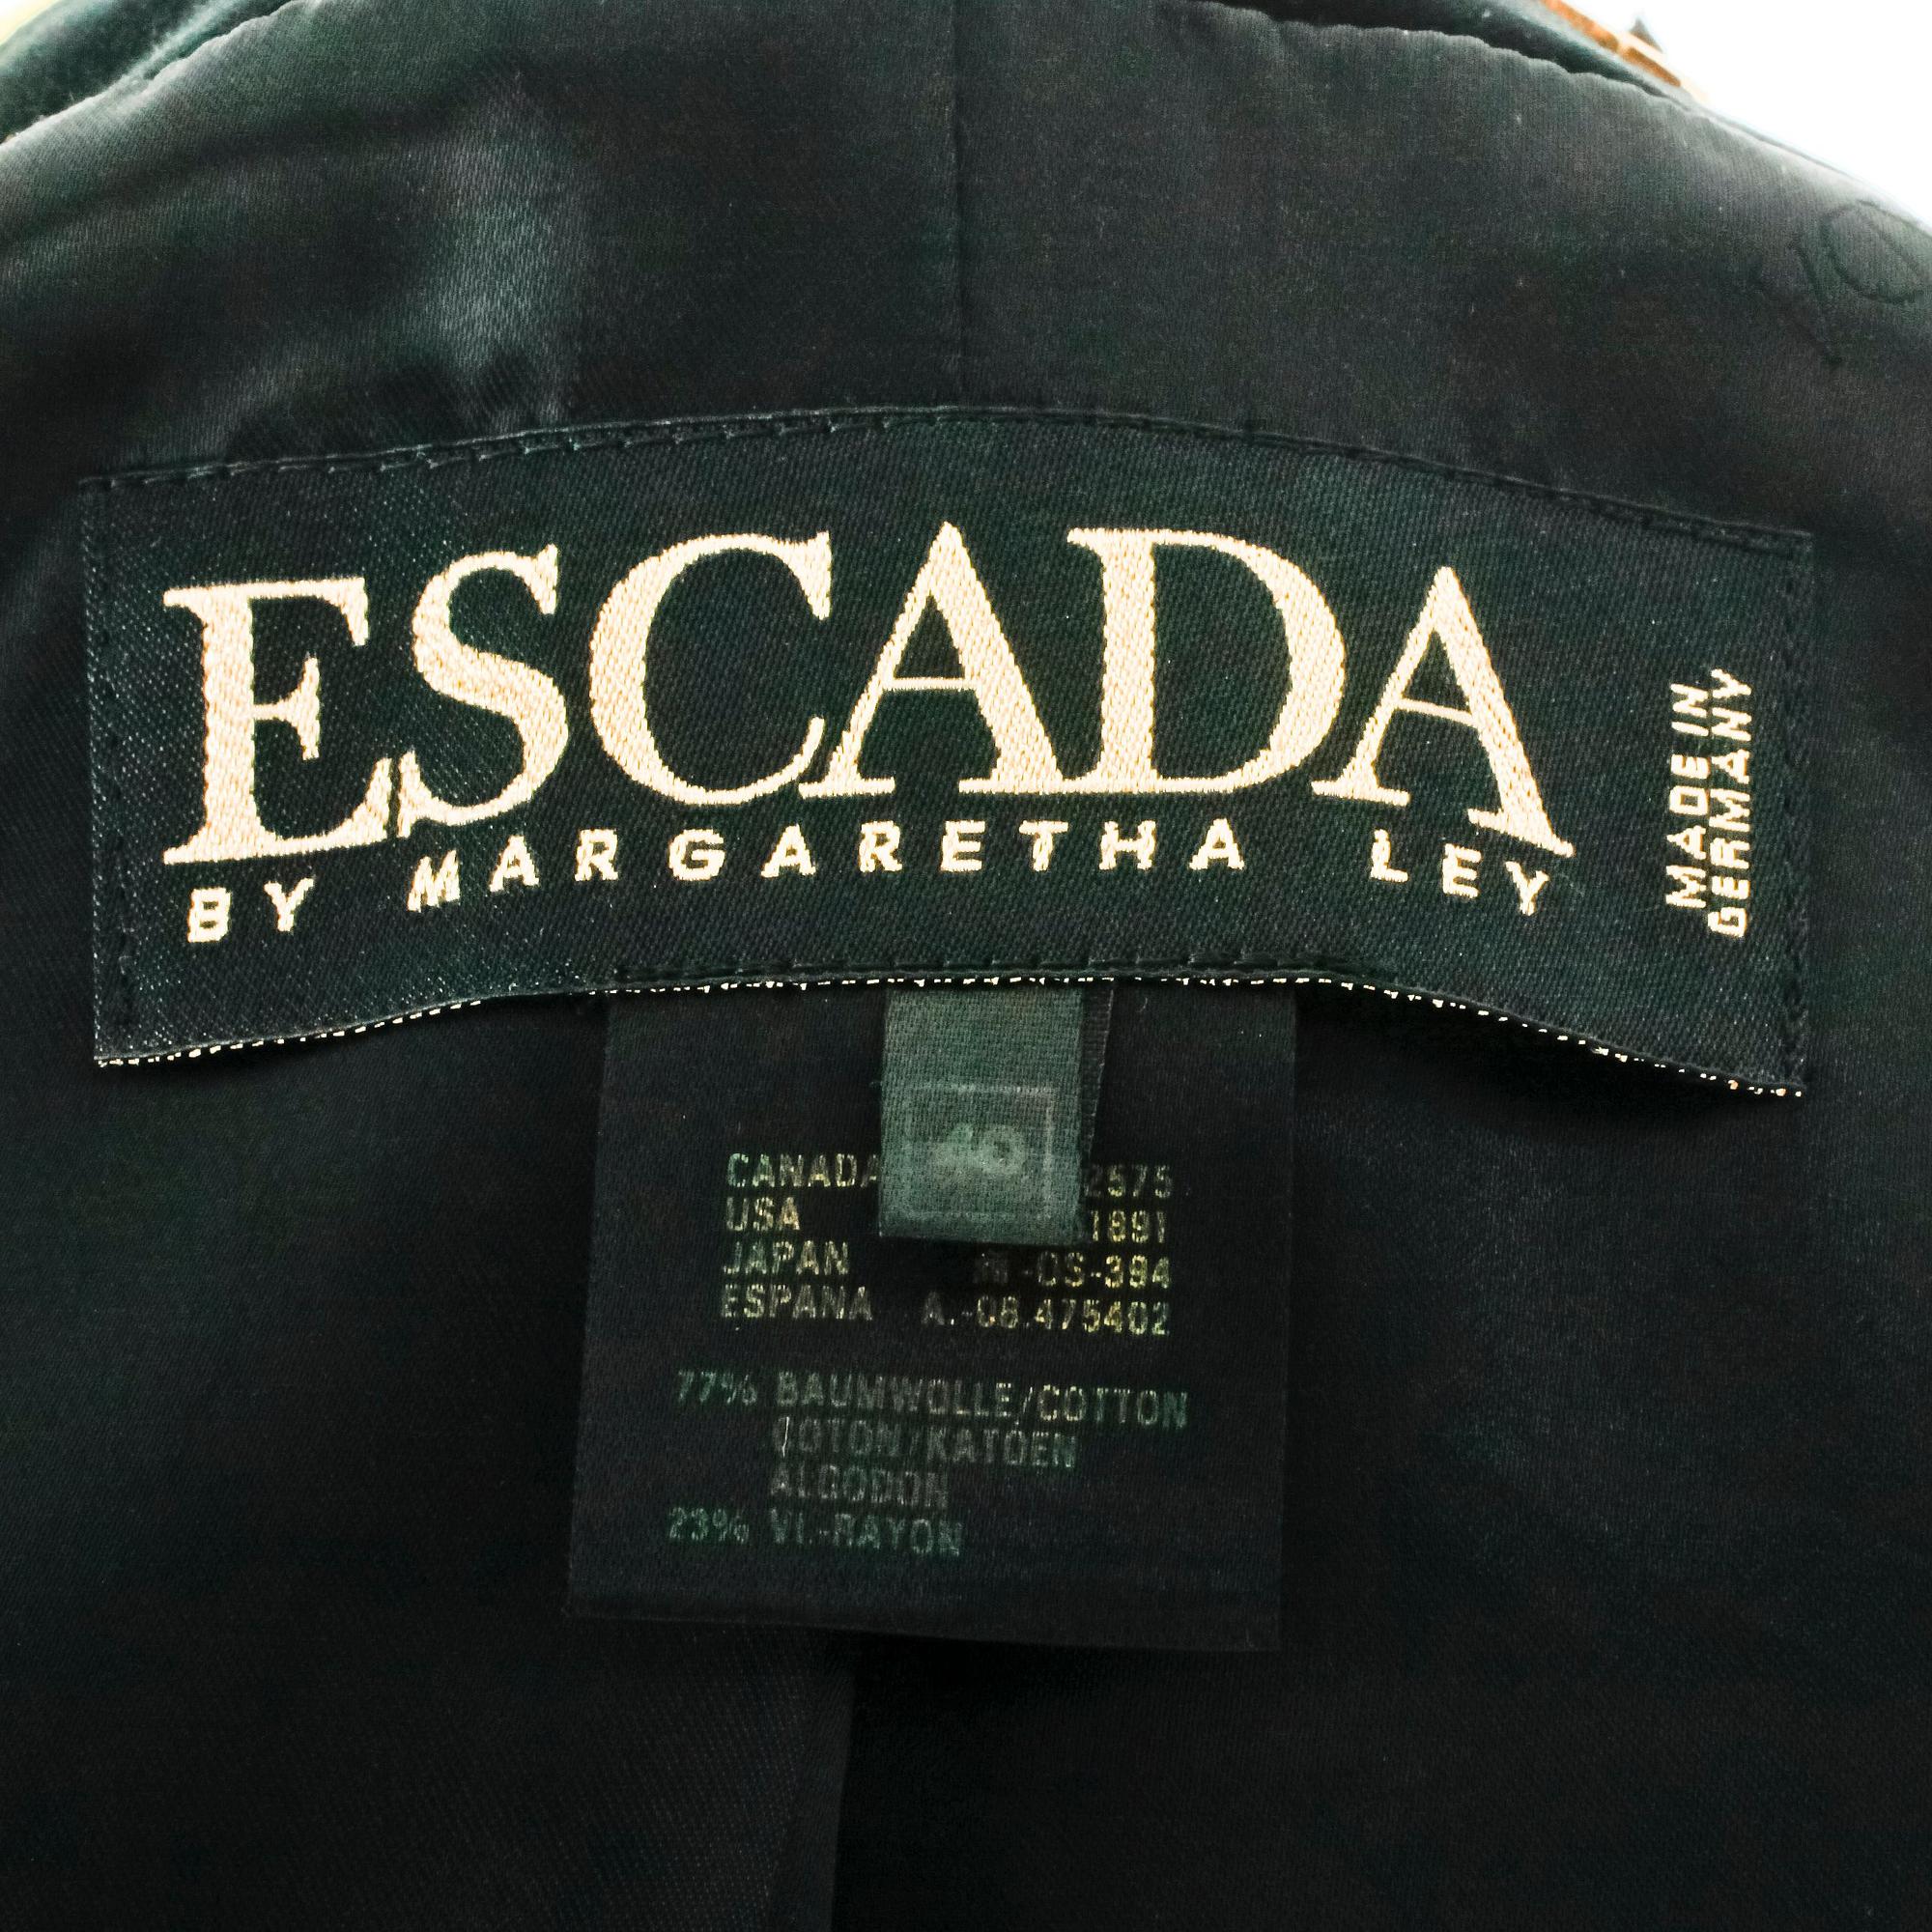 ESCADA
BY MARGARETHA LEY
MADE IN
GERMANY
40
CANADA 2575
USA 1891
JAPAN -OS-394
ESPANA A.-08.475402
77% BAUMWOLLE/COTTON
COTON/KATOEN
ALGODON
23% VI.-RAYON